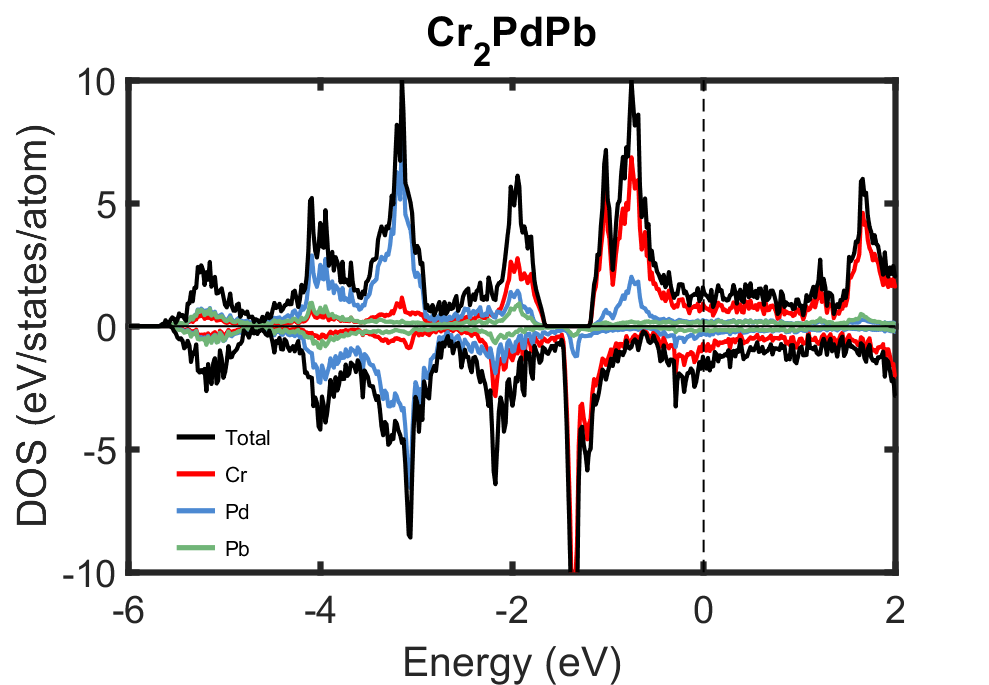 Cr2PdPb
10
5
0
-5
-10
DOS (eV/states/atom)
Total
Cr
Pd
Pb
-6 -4 -2 0 2
Energy (eV)